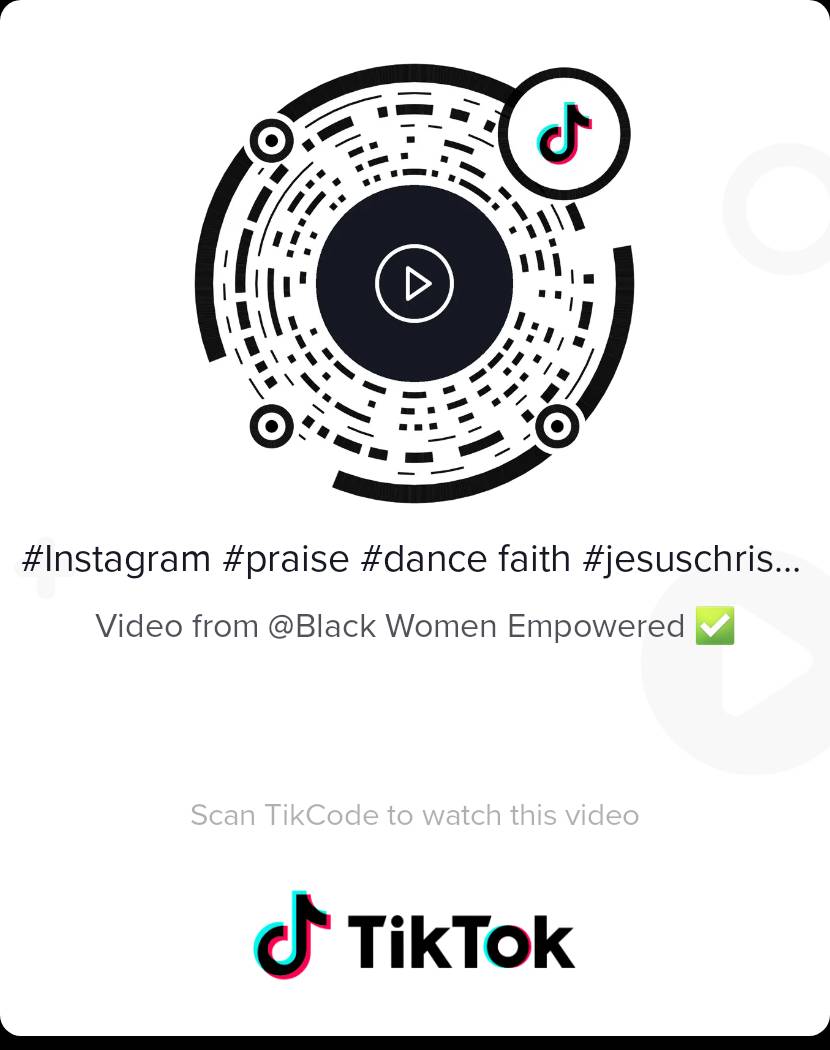 #Instagram #praise #dance faith #jesuschris...
Video from @Black Women Empowered ✅
Scan TikCode to watch this video
TikTok